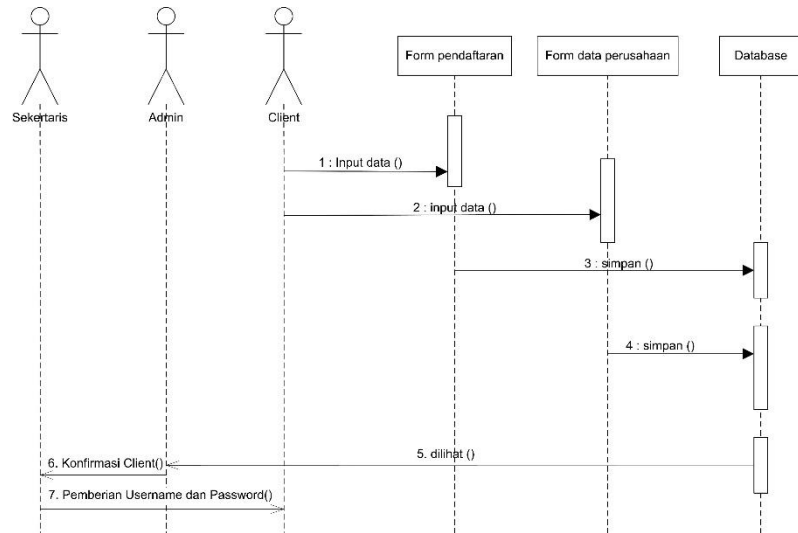 Form pendaftaran
Form data perusahaan
Database
Sekertaris
Admin
Client
1 : Input data ()
2 : input data ()
3 : simpan ()
4 : simpan ()
5. dilihat ()
6. Konfirmasi Client()
7. Pemberian Username dan Password()